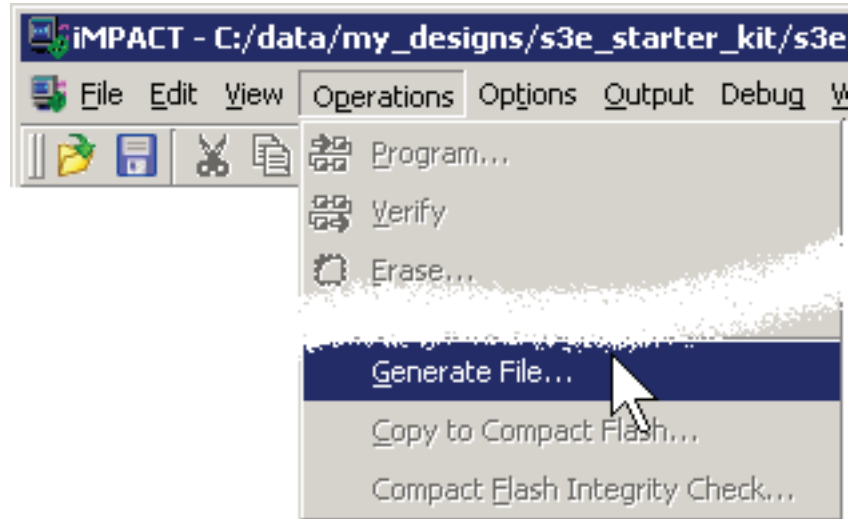 iMPACT - C:/data/my_designs/s3e_starter_kit/s3e
File Edit View Operations Options Output Debug W
Program...
Verify
Erase...
Generate File...
Copy to Compact Flash...
Compact Flash Integrity Check...